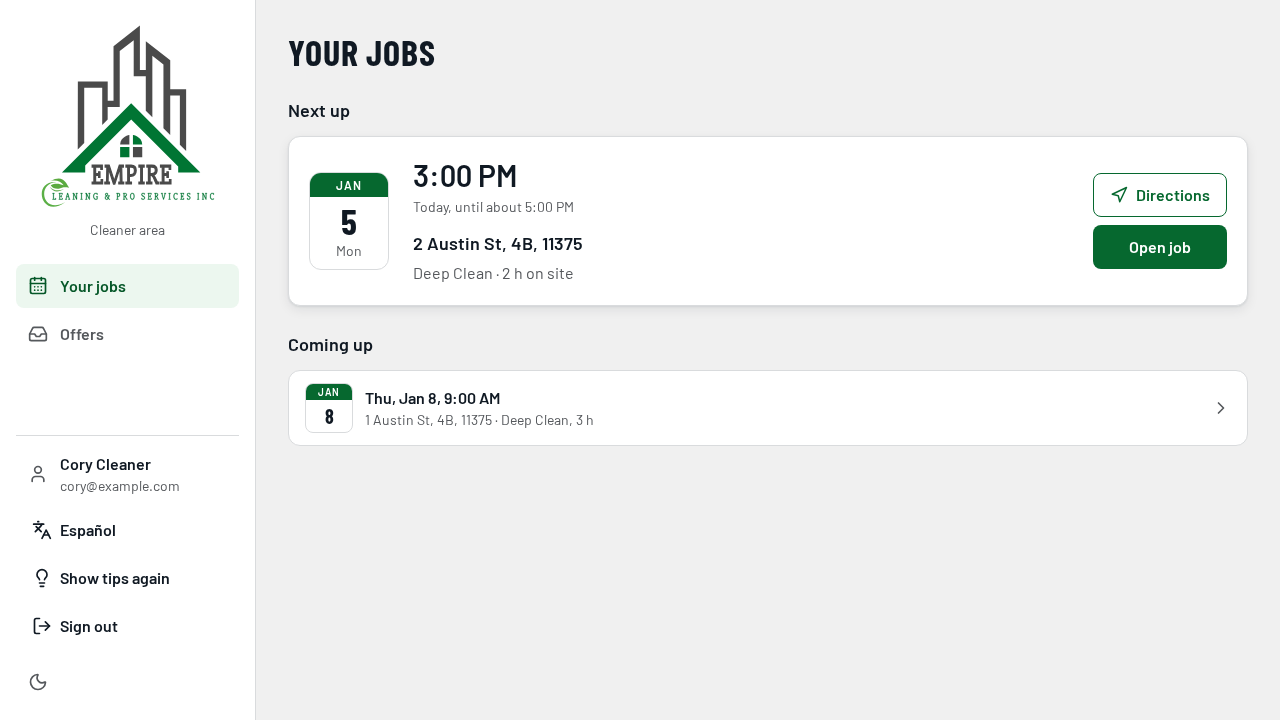 EMPIRE
LEANING & PRO SERVICES INC
Cleaner area
Your jobs
Offers
Cory Cleaner
cory@example.com
Español
Show tips again
Sign out
YOUR JOBS
Next up
JAN
5
Mon
3:00 PM
Today, until about 5:00 PM
2 Austin St, 4B, 11375
Deep Clean · 2 h on site
Directions
Open job
Coming up
JAN
8
Thu, Jan 8, 9:00 AM
1 Austin St, 4B, 11375 · Deep Clean, 3 h